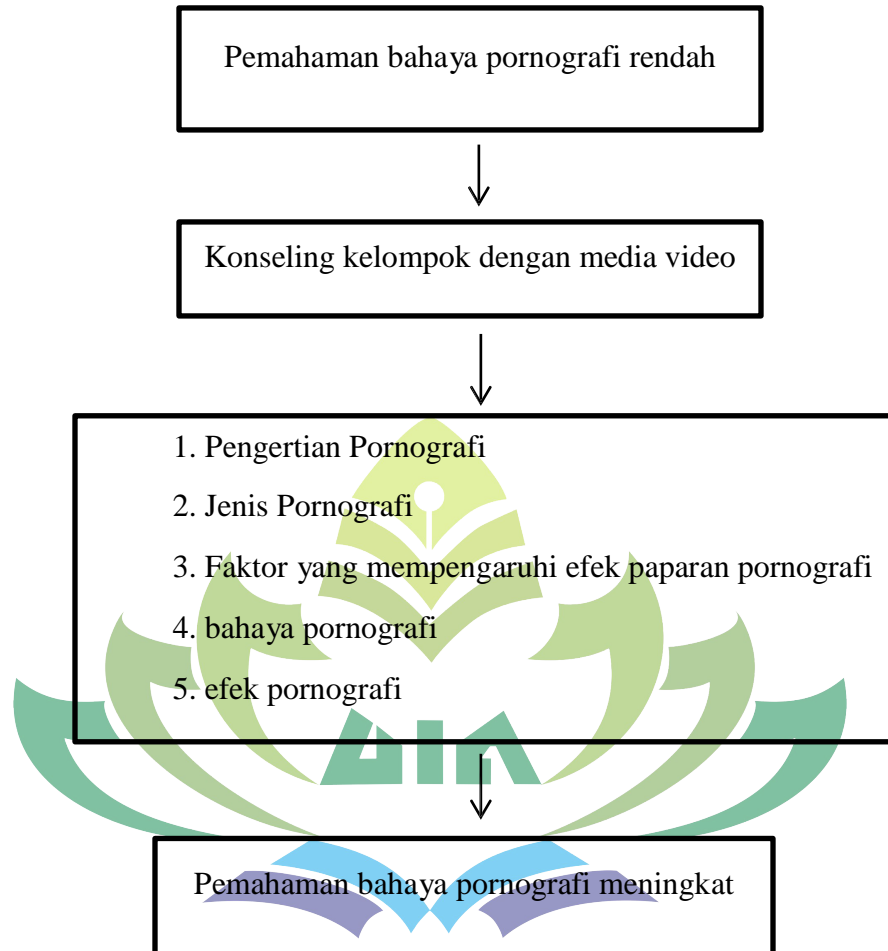 Pemahaman bahaya pornografi rendah
Konseling kelompok dengan media video
1. Pengertian Pornografi
2. Jenis Pornografi
3. Faktor yang mempengaruhi efek paparan pornografi
4. bahaya pornografi
5. efek pornografi
Pemahaman bahaya pornografi meningkat